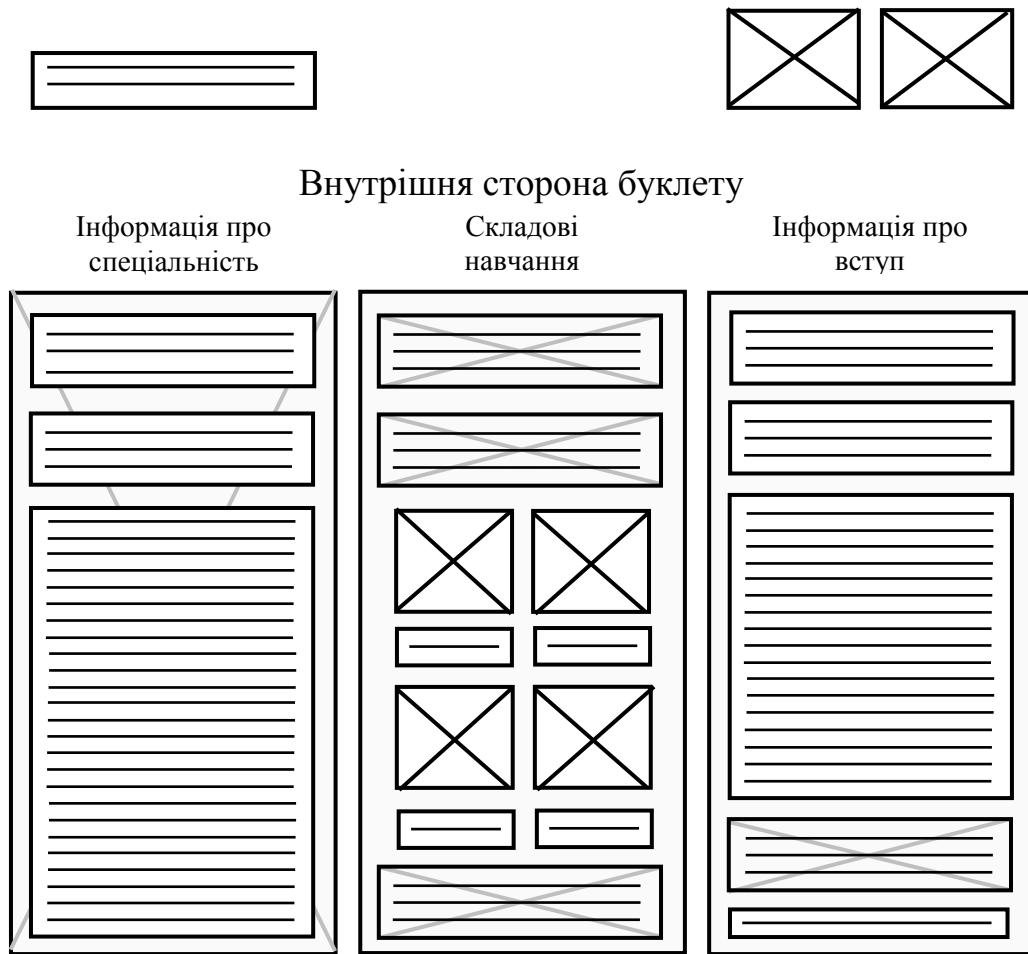 Внутрішня сторона буклету
Інформація про
спеціальність
Складові
навчання
Інформація про
вступ